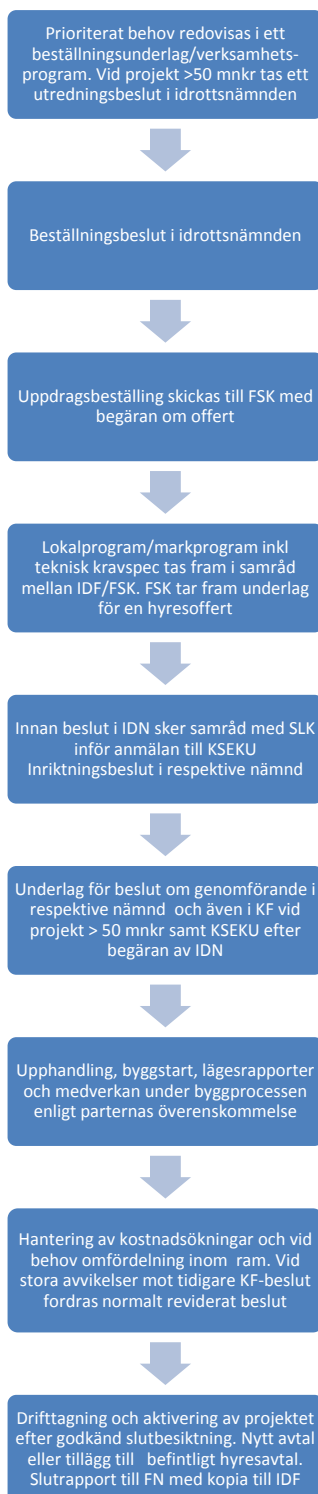 Prioriterat behov redovisas i ett
beställningsunderlag/verksamhets-
program. Vid projekt >50 mnkr tas ett
utredningsbeslut i idrottsnämnden
Beställningsbeslut i idrottsnämnden
Uppdragsbeställning skickas till FSK med
begäran om offert
Lokalprogram/markprogram inkl
teknisk kravspec tas fram i samråd
mellan IDF/FSK. FSK tar fram underlag
för en hyresoffert
Innan beslut i IDN sker samråd med SLK
inför anmälan till KSEKU
Inriktningsbeslut i respektive nämnd
Underlag för beslut om genomförande i
respektive nämnd och även i KF vid
projekt > 50 mnkr samt KSEKU efter
begäran av IDN
Upphandling, byggstart, lägesrapporter
och medverkan under byggprocessen
enligt parternas överenskommelse
Hantering av kostnadsökningar och vid
behov omfördelning inom ram. Vid
stora avvikelser mot tidigare KF-beslut
fordras normalt reviderat beslut
Drifttagning och aktivering av projektet
efter godkänd slutbesiktning. Nytt avtal
eller tillägg till befintligt hyresavtal.
Slutrapport till FN med kopia till IDF